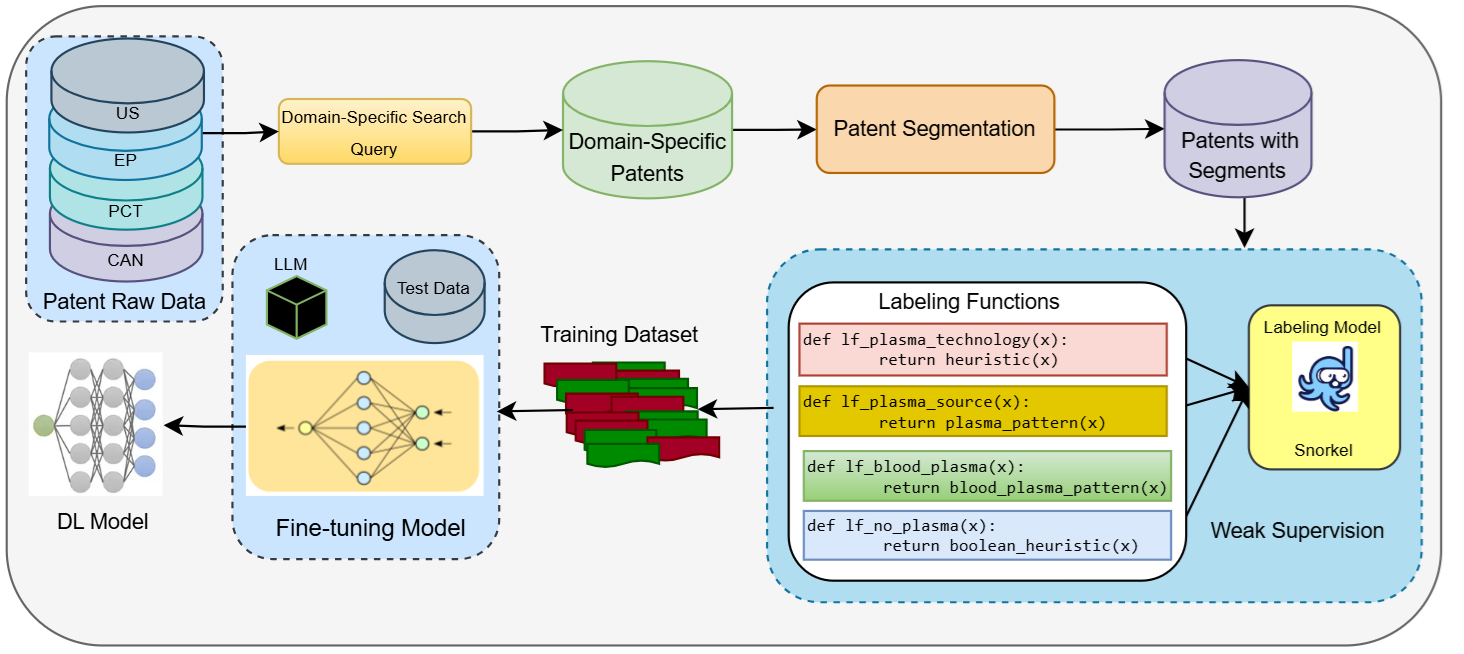 US
EP
PCT
CAN
Patent Raw Data
Domain-Specific Search
Query
Domain-Specific
Patents
Patent Segmentation
Patents with
Segments
Labeling Functions
def lf_plasma_technology(x):
return heuristic(x)
def lf_plasma_source(x):
return plasma_pattern(x)
def lf_blood_plasma(x):
return blood_plasma_pattern(x)
def lf_no_plasma(x):
return boolean_heuristic(x)
Labeling Model
Snorkel
Weak Supervision
Training Dataset
LLM
Test Data
Fine-tuning Model
DL Model